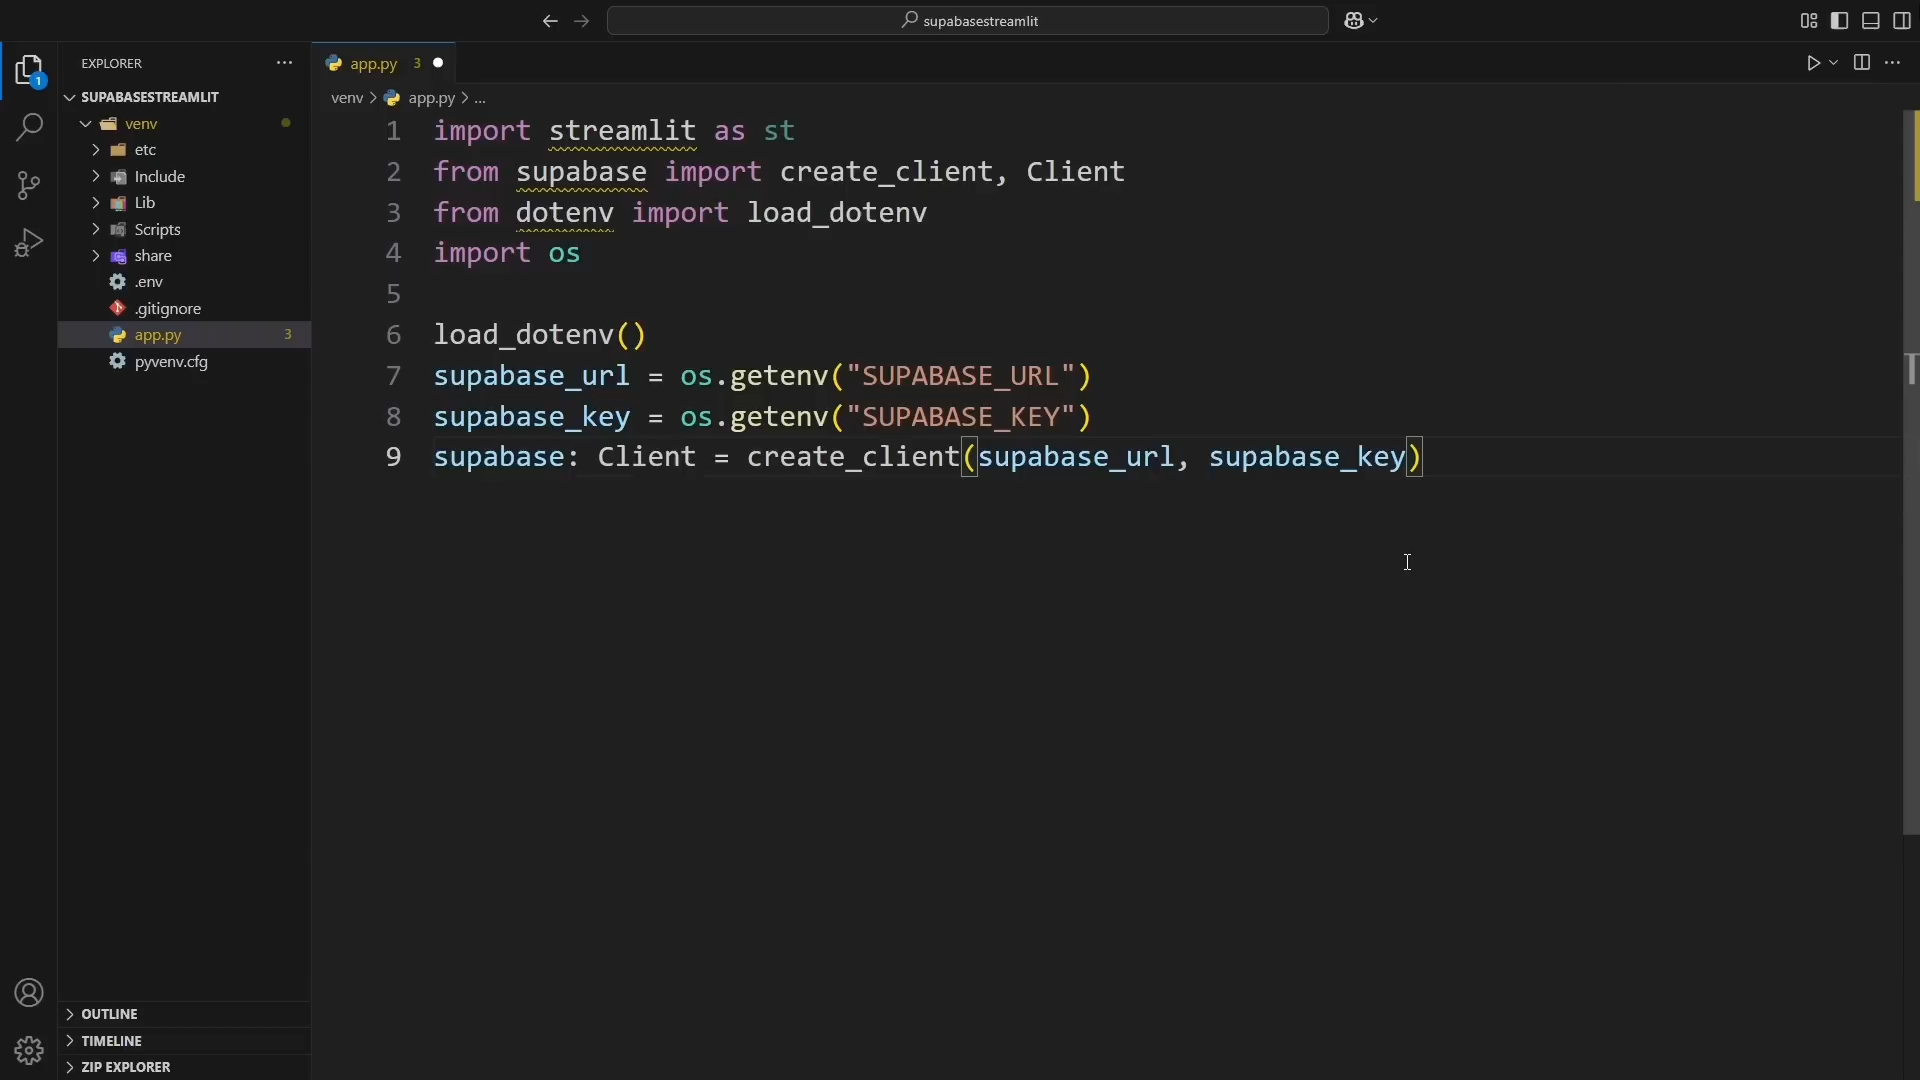 supabasestreamlit
EXPLORER
SUPABASESTREAMLIT
venv
etc
Include
Lib
Scripts
share
.env
.gitignore
app.py 3
pyvenv.cfg
OUTLINE
TIMELINE
ZIP EXPLORER
1
app.py 3
venv > app.py > ...
1 import streamlit as st
2 from supabase import create_client, Client
3 from dotenv import load_dotenv
4 import os
5
6 load_dotenv()
7 supabase_url = os.getenv("SUPABASE_URL")
8 supabase_key = os.getenv("SUPABASE_KEY")
9 supabase: Client = create_client(supabase_url, supabase_key)